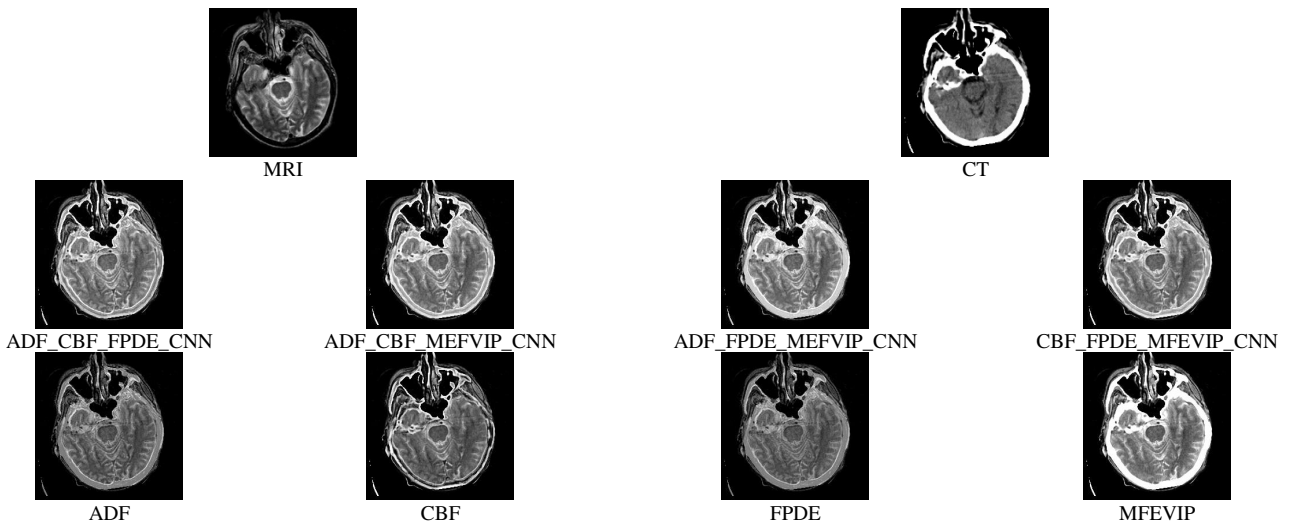 MRI
CT
ADF_CBF_FPDE_CNN
ADF_CBF_MEFVIP_CNN
ADF_FPDE_MEFVIP_CNN
CBF_FPDE_MFEVIP_CNN
ADF
CBF
FPDE
MFEVIP